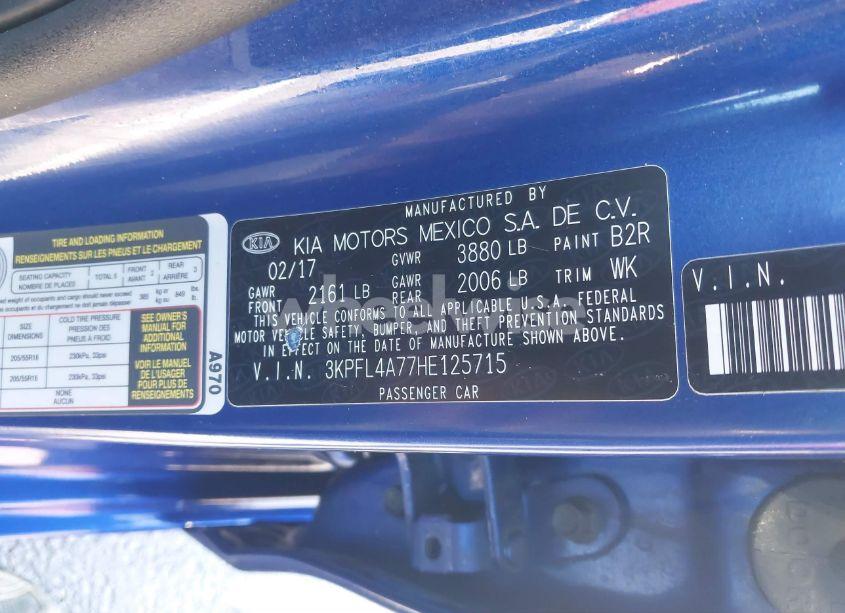 TIRE AND LOADING INFORMATION
RENSEIGNEMENTS SUR LES PNEUS ET LE CHARGEMENT
SEATING CAPACITY
NOMBRE DE PLACES
TOTAL 5
FRONT
AVANT 2
REAR
ARRIÈRE 3
385 kg or 849 lbs.
SIZE
DIMENSIONS
COLD TIRE PRESSURE
PRESSION DES
PNEUS À FROID
205/55R16 230kPa, 33psi
205/55R16 230kPa, 33psi
NONE
AUCUN
SEE OWNER'S
MANUAL FOR
ADDITIONAL
INFORMATION
VOIR LE MANUEL
DE L'USAGER
POUR PLUS DE
RENSEIGNEMENTS
A970
MANUFACTURED BY
KIA KIA MOTORS MEXICO S.A. DE C.V.
02/17 GVWR 3880 LB PAINT B2R
GAWR FRONT 2161 LB GAWR REAR 2006 LB TRIM WK
THIS VEHICLE CONFORMS TO ALL APPLICABLE U.S.A. FEDERAL
MOTOR VEHICLE SAFETY, BUMPER, AND THEFT PREVENTION STANDARDS
IN EFFECT ON THE DATE OF MANUFACTURE SHOWN ABOVE.
V.I.N. 3KPFL4A77HE125715
PASSENGER CAR
V.I.N.